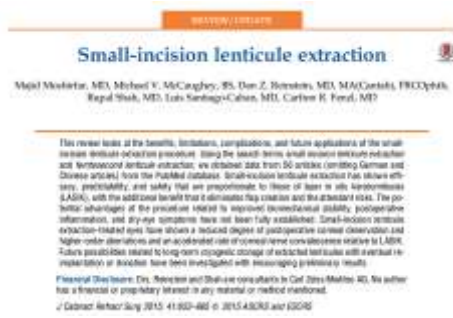 REVIEW/UPDATE
Small-incision lenticule extraction
Majid Moshirfar, MD, Michael V. McCaughey, BS, Dan Z. Reinstein, MD, MA(Cantab), FRCOphth,
Rupal Shah, MD, Luis Santiago-Caban, MD, Carlton R. Fenzl, MD
This review looks at the benefits, limitations, complications, and future applications of the small-
incision lenticule extraction procedure. Using the search terms small incision lenticule extraction
and femtosecond lenticule extraction, we obtained data from 50 articles (omitting German and
Chinese articles) from the PubMed database. Small-incision lenticule extraction has shown effi-
cacy, predictability, and safety that are proportionate to those of laser in situ keratomileusis
(LASIK), with the additional benefit that it eliminates flap creation and the attendant risks. The po-
tential advantages of the procedure related to improved biomechanical stability, postoperative
inflammation, and dry-eye symptoms have not been fully established. Small-incision lenticule
extraction-treated eyes have shown a reduced degree of postoperative corneal denervation and
higher-order aberrations and an accelerated rate of corneal nerve convalescence relative to LASIK.
Future possibilities related to long-term cryogenic storage of extracted lenticules with eventual re-
implantation or donation have been investigated with encouraging preliminary results.
Financial Disclosure: Drs. Reinstein and Shah are consultants to Carl Zeiss Meditec AG. No author
has a financial or proprietary interest in any material or method mentioned.
J Cataract Refract Surg 2015; 41:652–665 © 2015 ASCRS and ESCRS